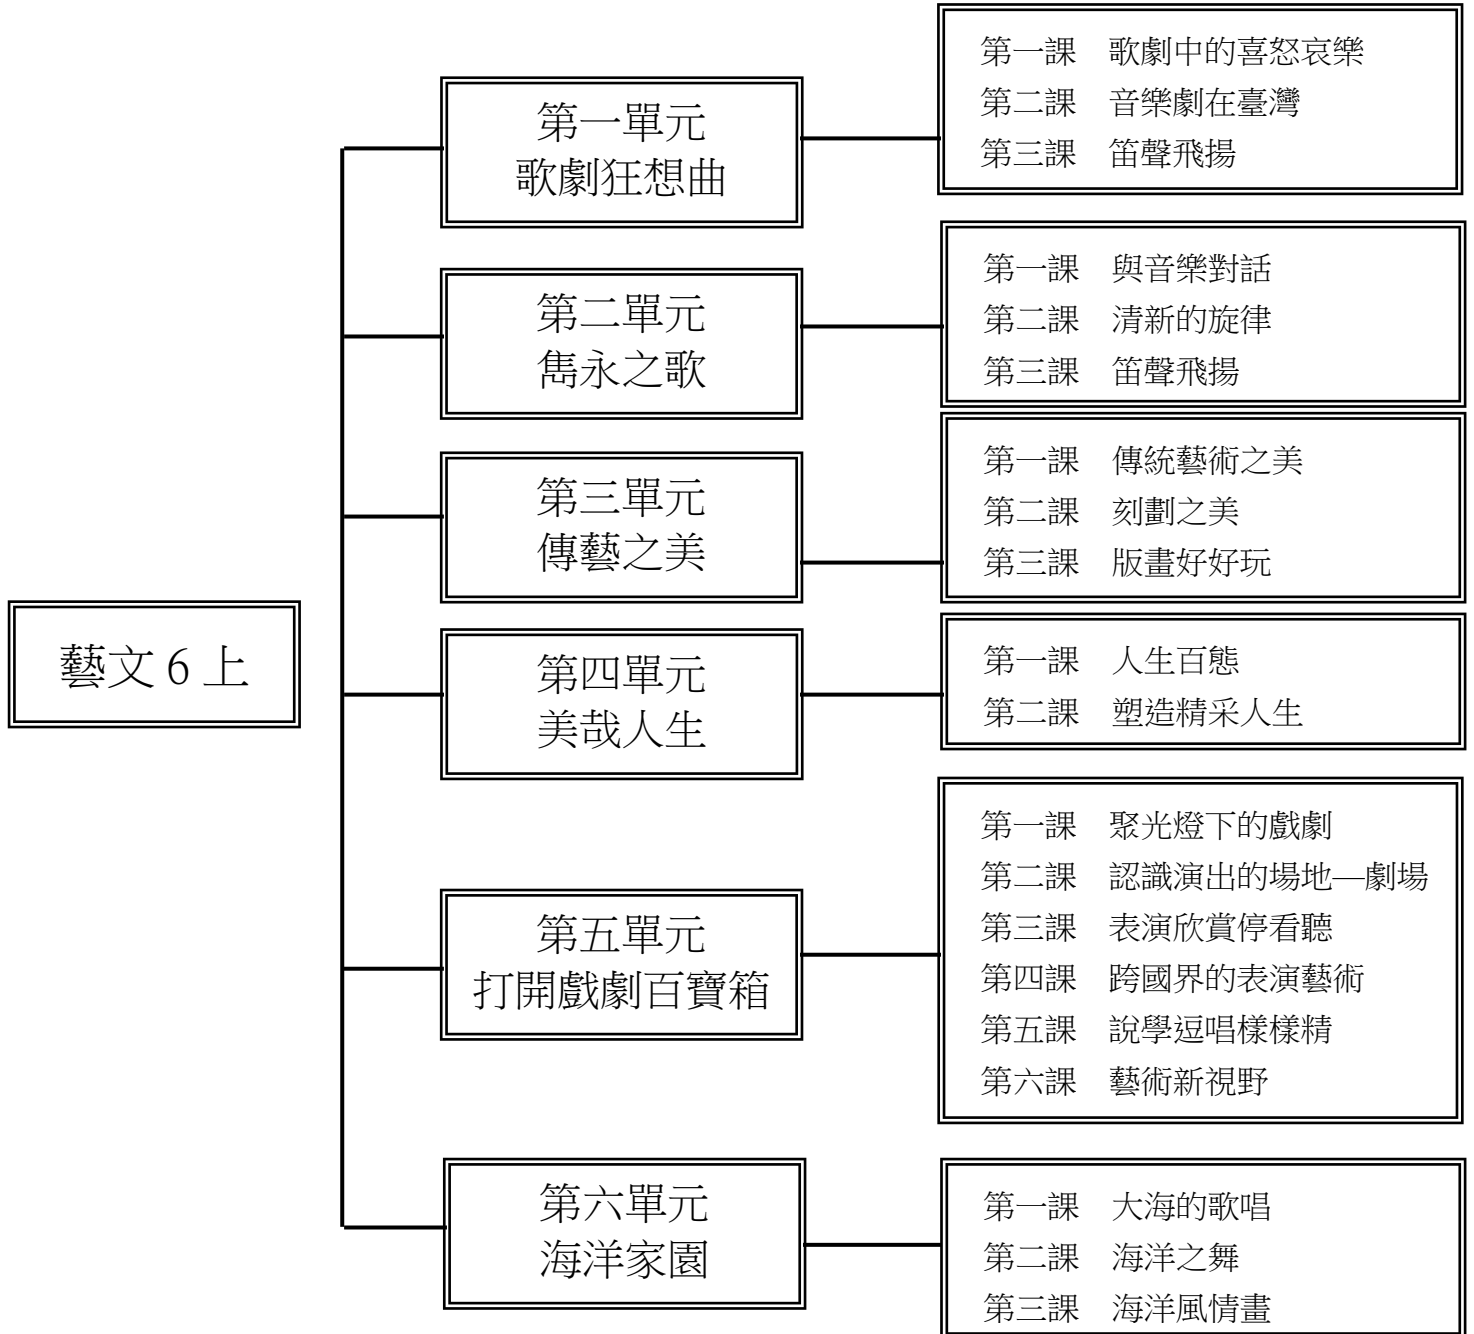 藝文 6 上
第一單元
歌劇狂想曲
第一課 歌劇中的喜怒哀樂
第二課 音樂劇在臺灣
第三課 笛聲飛揚
第二單元
雋永之歌
第一課 與音樂對話
第二課 清新的旋律
第三課 笛聲飛揚
第三單元
傳藝之美
第一課 傳統藝術之美
第二課 刻劃之美
第三課 版畫好好玩
第四單元
美哉人生
第一課 人生百態
第二課 塑造精采人生
第五單元
打開戲劇百寶箱
第一課 聚光燈下的戲劇
第二課 認識演出的場地—劇場
第三課 表演欣賞停看聽
第四課 跨國界的表演藝術
第五課 說學逗唱樣樣精
第六課 藝術新視野
第六單元
海洋家園
第一課 大海的歌唱
第二課 海洋之舞
第三課 海洋風情畫